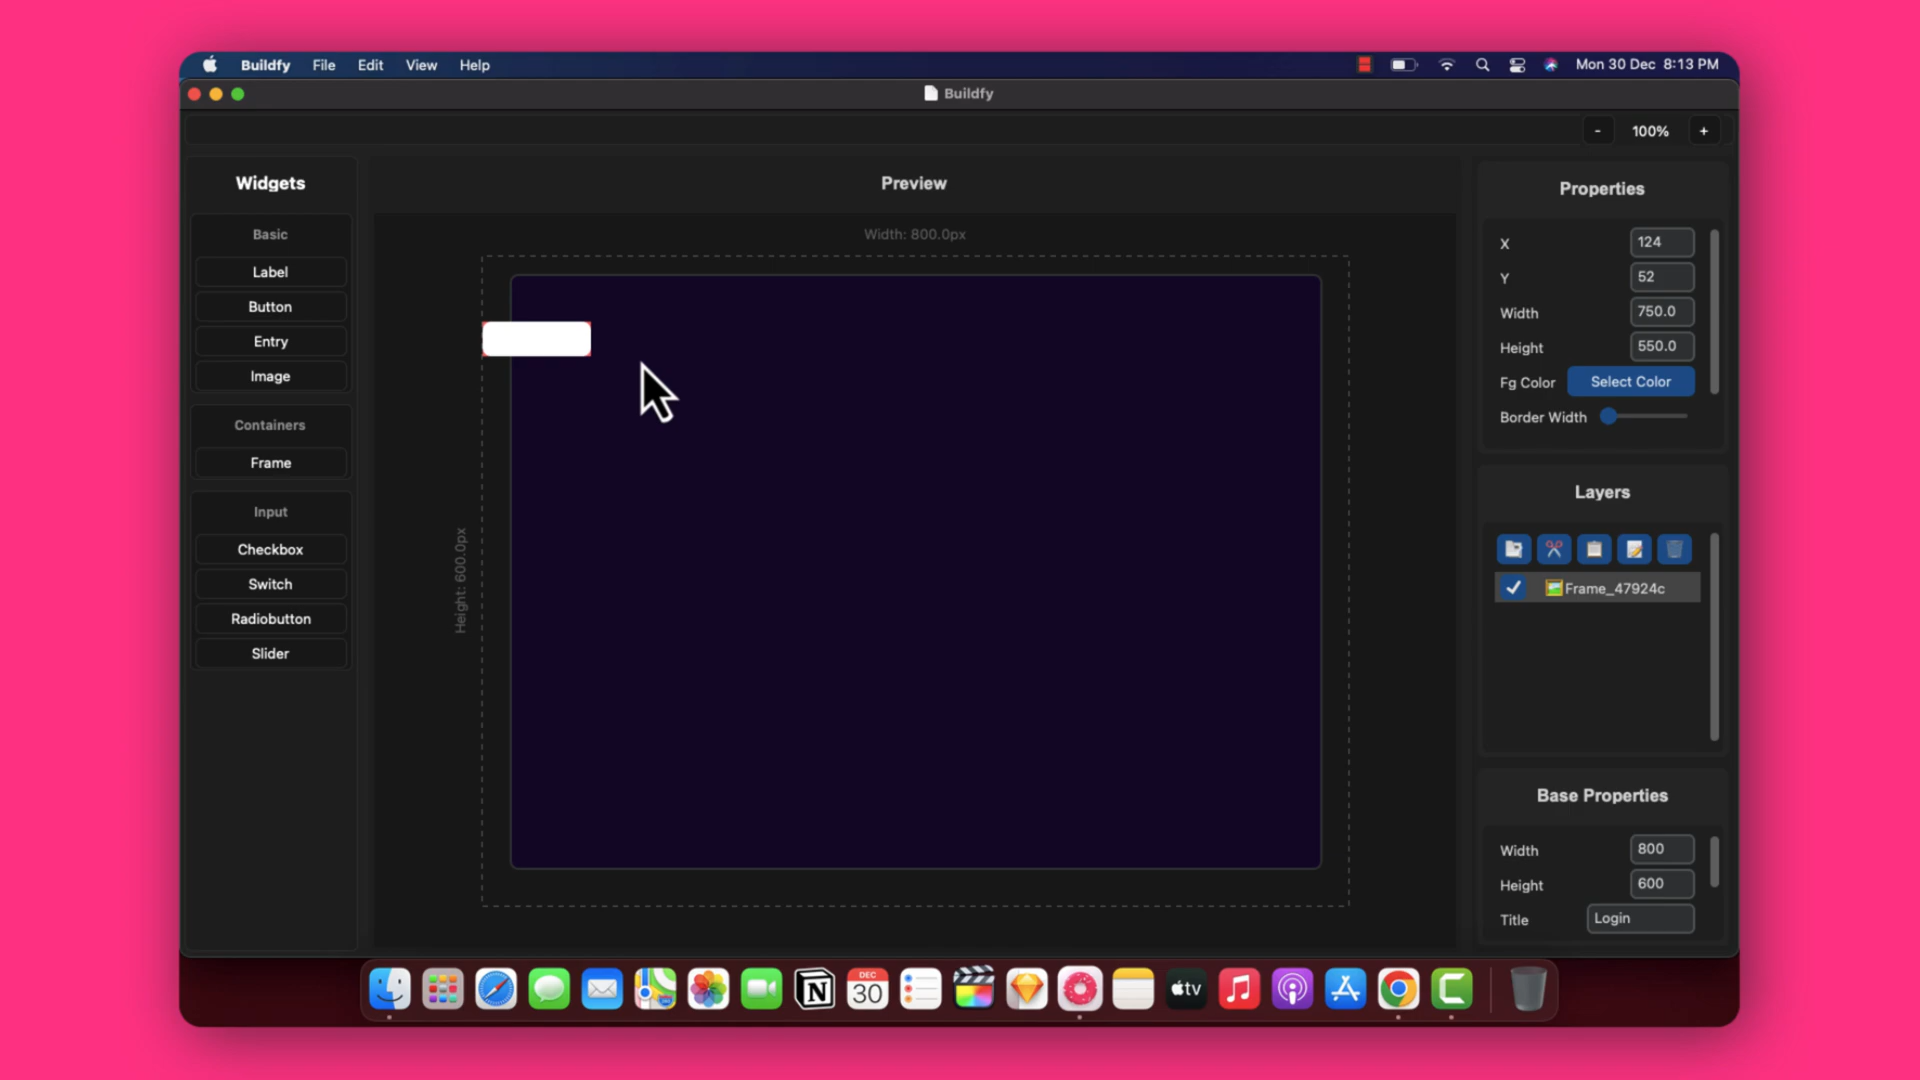 Buildfy File Edit View Help
Mon 30 Dec 8:13 PM
Buildfy
- 100% +
Widgets
Basic
Label
Button
Entry
Image
Containers
Frame
Input
Checkbox
Switch
Radiobutton
Slider
Preview
Width: 800.0px
Height: 600.0px
Properties
X 124
Y 52
Width 750.0
Height 550.0
Fg Color Select Color
Border Width
Layers
Frame_47924c
Base Properties
Width 800
Height 600
Title Login
DEC
30
tv